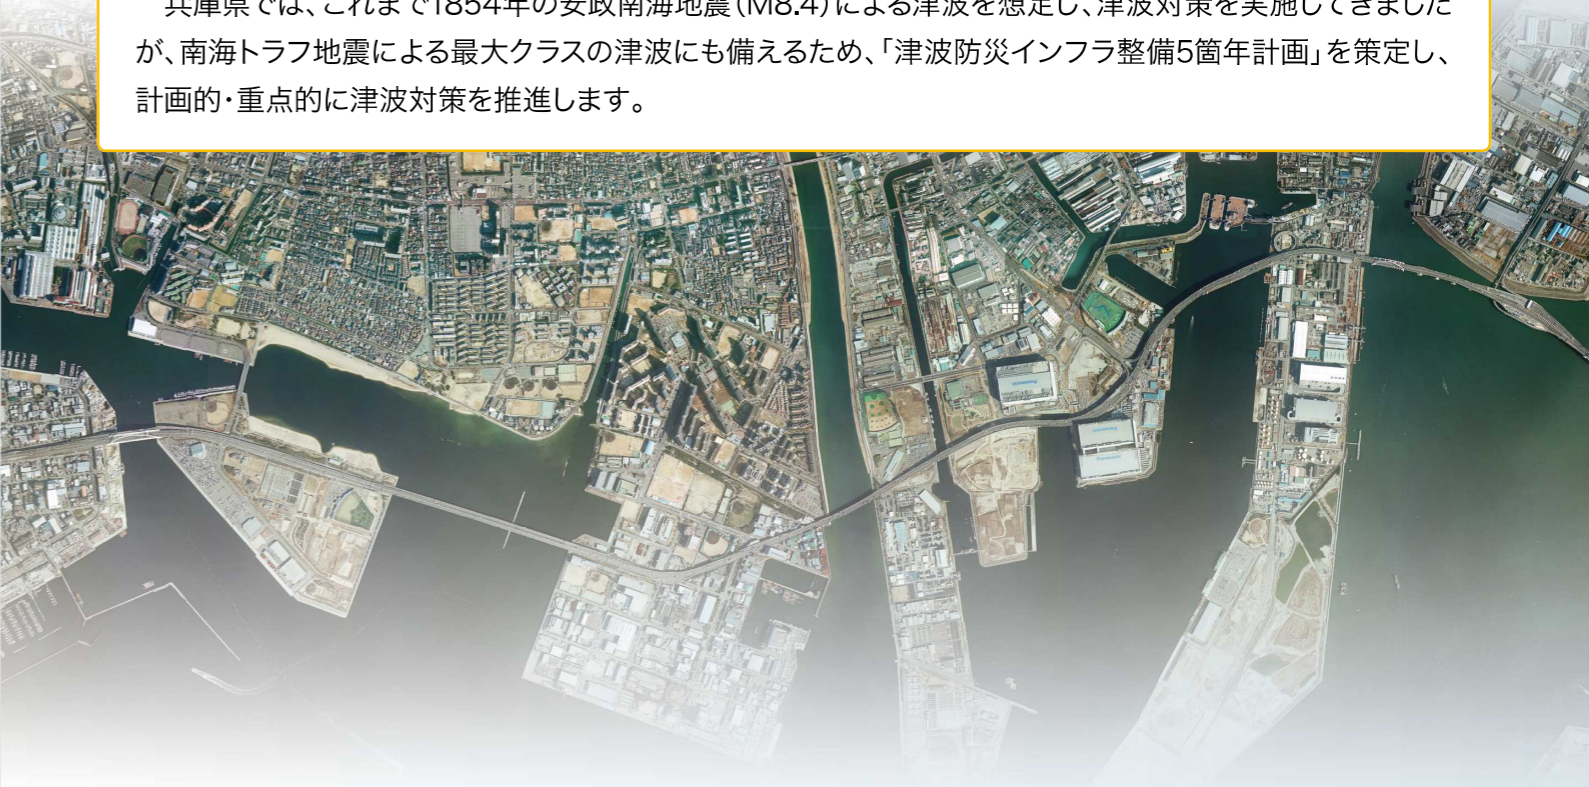 兵庫県では、これまで1854年の安政南海地震（M8.4）による津波を想定し、津波対策を実施してきました
が、南海トラフ地震による最大クラスの津波にも備えるため、「津波防災インフラ整備5箇年計画」を策定し、
計画的・重点的に津波対策を推進します。
Panasonic
Panasonic